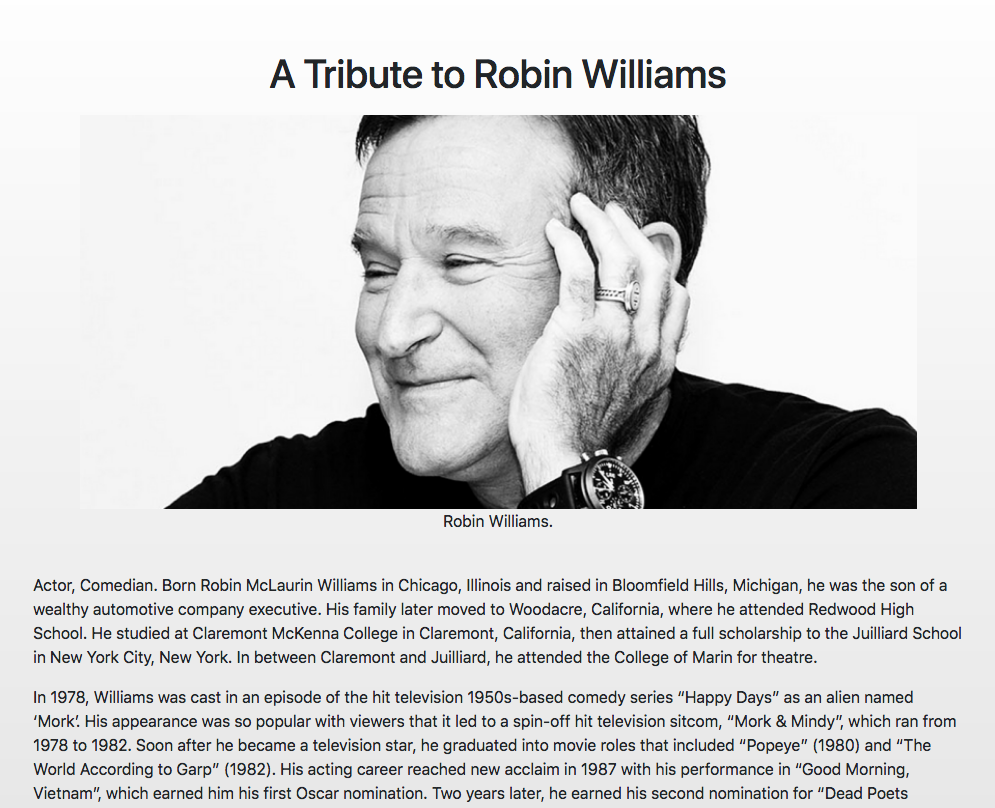 A Tribute to Robin Williams
Robin Williams.
Actor, Comedian. Born Robin McLaurin Williams in Chicago, Illinois and raised in Bloomfield Hills, Michigan, he was the son of a
wealthy automotive company executive. His family later moved to Woodacre, California, where he attended Redwood High
School. He studied at Claremont McKenna College in Claremont, California, then attained a full scholarship to the Juilliard School
in New York City, New York. In between Claremont and Juilliard, he attended the College of Marin for theatre.
In 1978, Williams was cast in an episode of the hit television 1950s-based comedy series “Happy Days” as an alien named
‘Mork’. His appearance was so popular with viewers that it led to a spin-off hit television sitcom, “Mork & Mindy”, which ran from
1978 to 1982. Soon after he became a television star, he graduated into movie roles that included “Popeye” (1980) and “The
World According to Garp” (1982). His acting career reached new acclaim in 1987 with his performance in “Good Morning,
Vietnam”, which earned him his first Oscar nomination. Two years later, he earned his second nomination for “Dead Poets